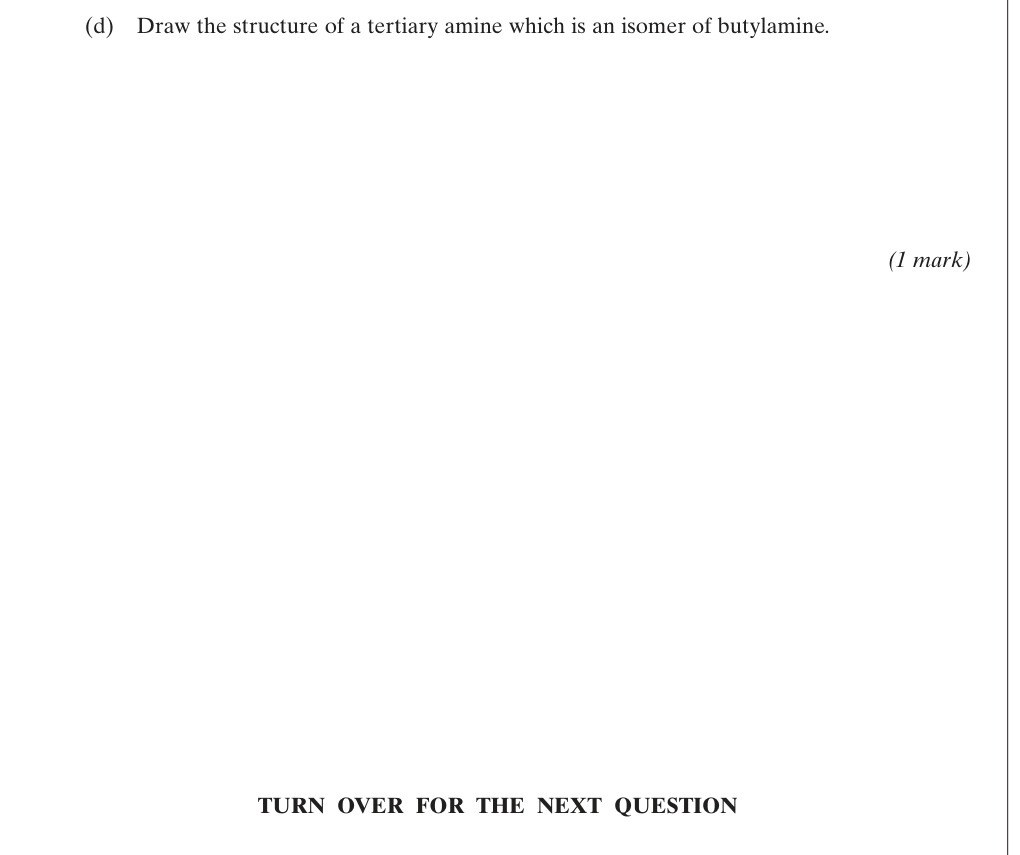 (d) Draw the structure of a tertiary amine which is an isomer of butylamine.
(1 mark)
TURN OVER FOR THE NEXT QUESTION